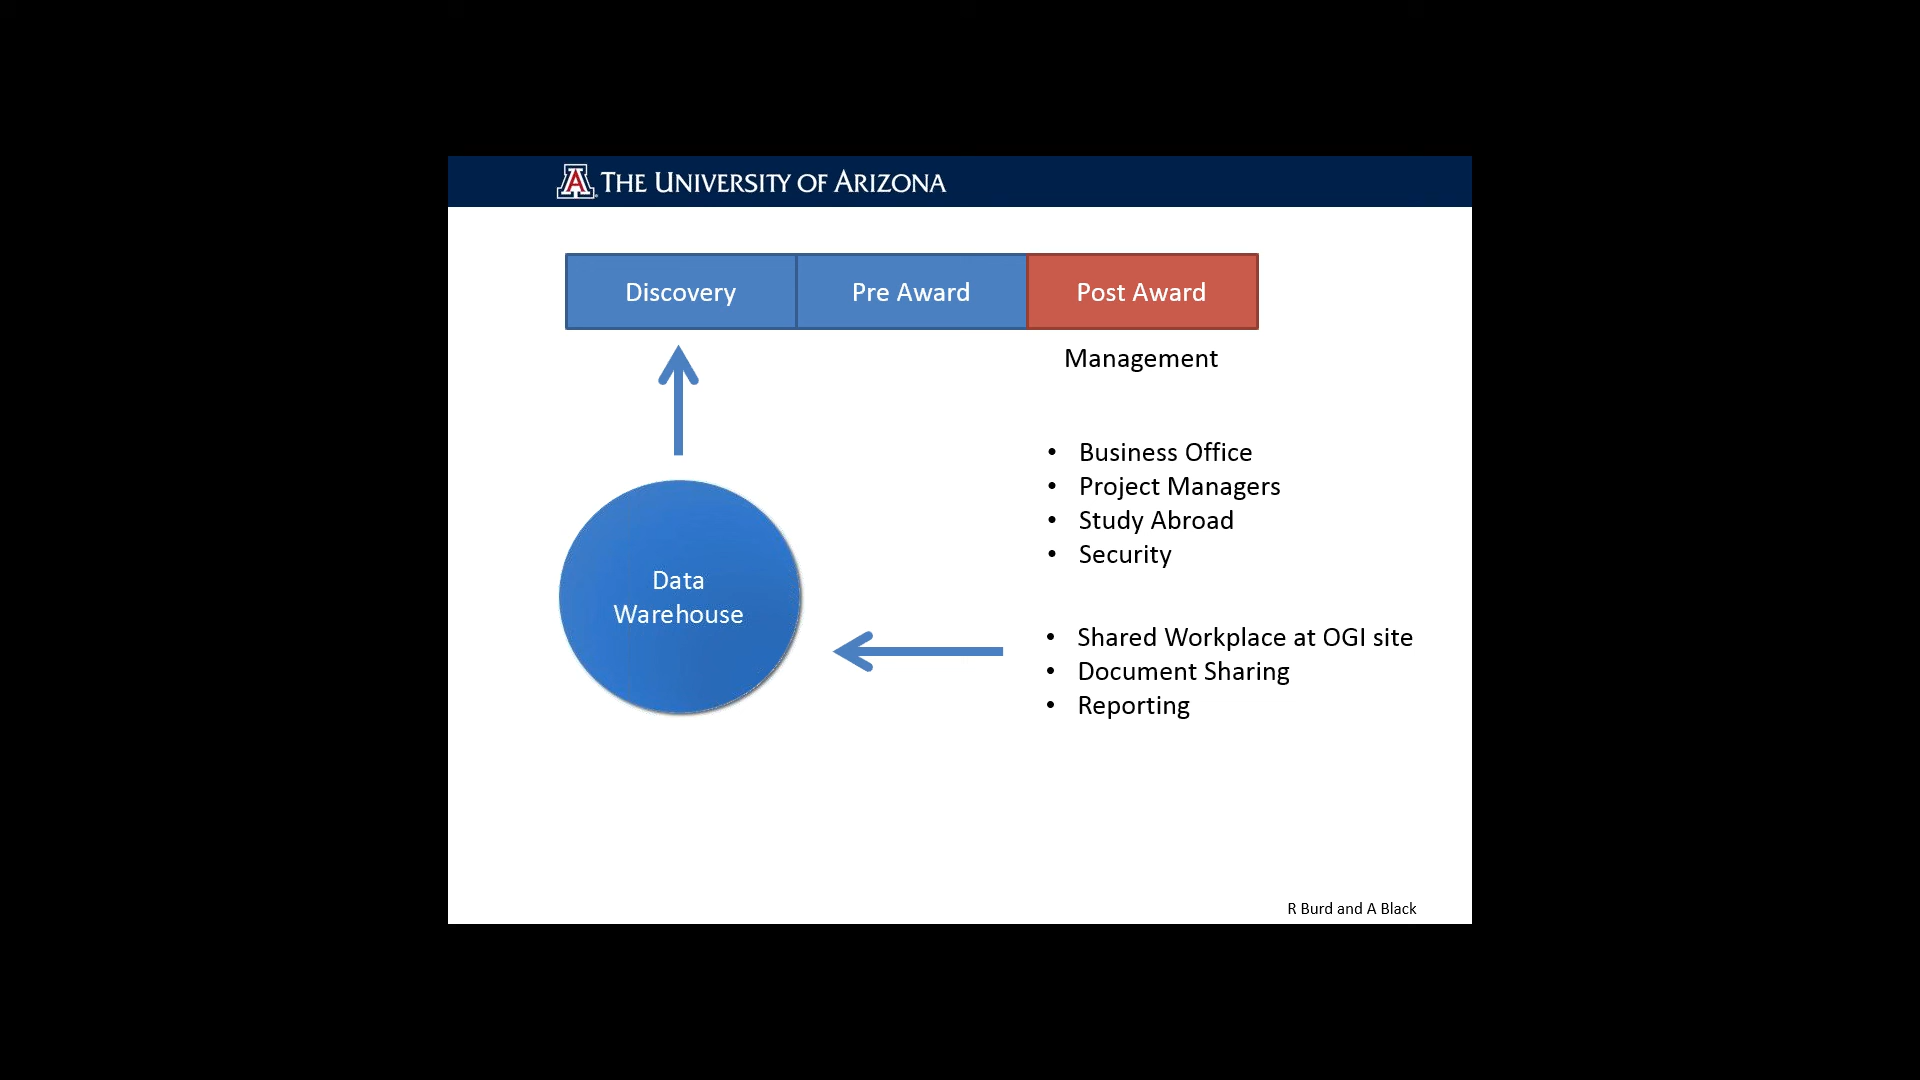 A THE UNIVERSITY OF ARIZONA
Discovery
Pre Award
Post Award
Management
• Business Office
• Project Managers
• Study Abroad
• Security
Data
Warehouse
• Shared Workplace at OGI site
• Document Sharing
• Reporting
R Burd and A Black